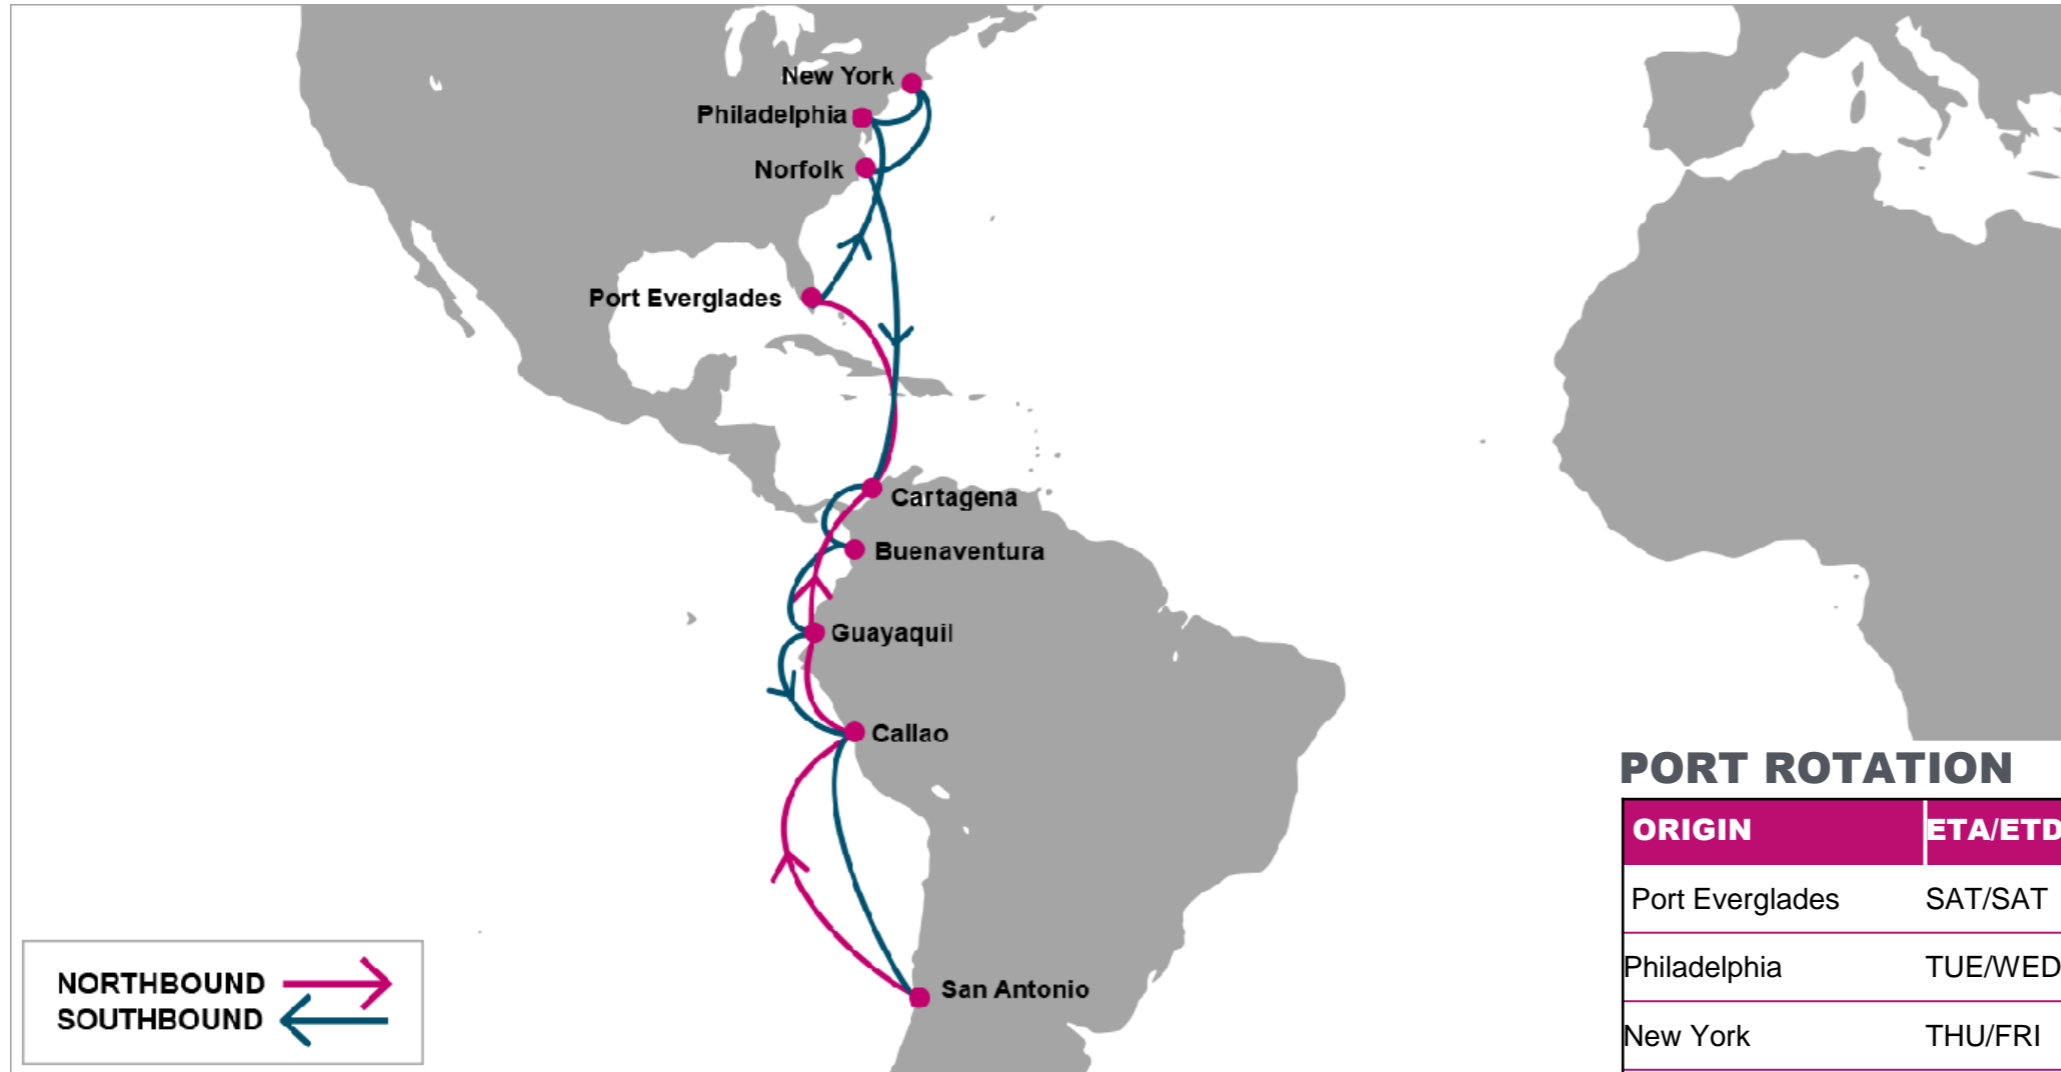 New York
Philadelphia
Norfolk
Port Everglades
Cartagena
Buenaventura
Guayaquil
Callao
San Antonio
NORTHBOUND
SOUTHBOUND
PORT ROTATION
ORIGIN ETA/ETD
Port Everglades SAT/SAT
Philadelphia TUE/WED
New York THU/FRI